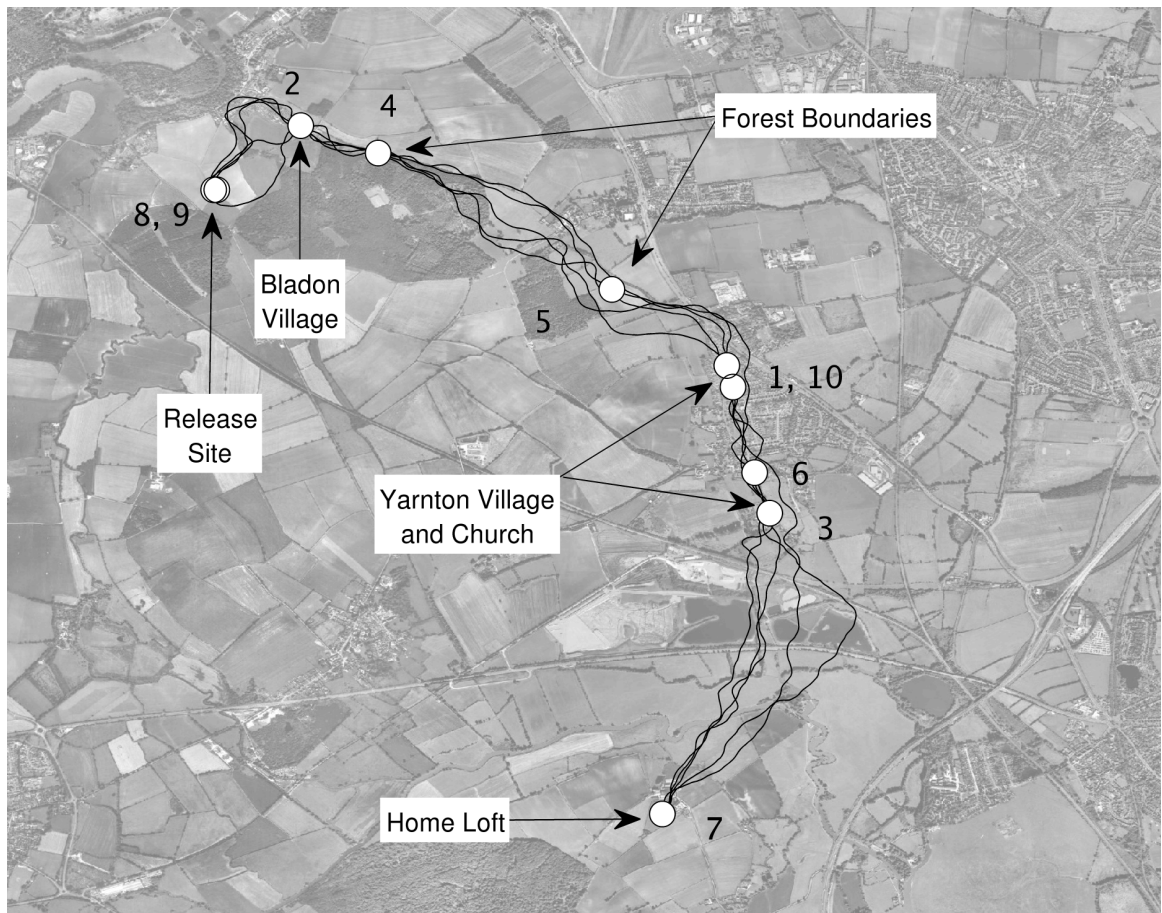 2
4
Forest Boundaries
8, 9
Bladon
Village
5
1, 10
Release
Site
6
Yarnton Village
and Church
3
Home Loft
7